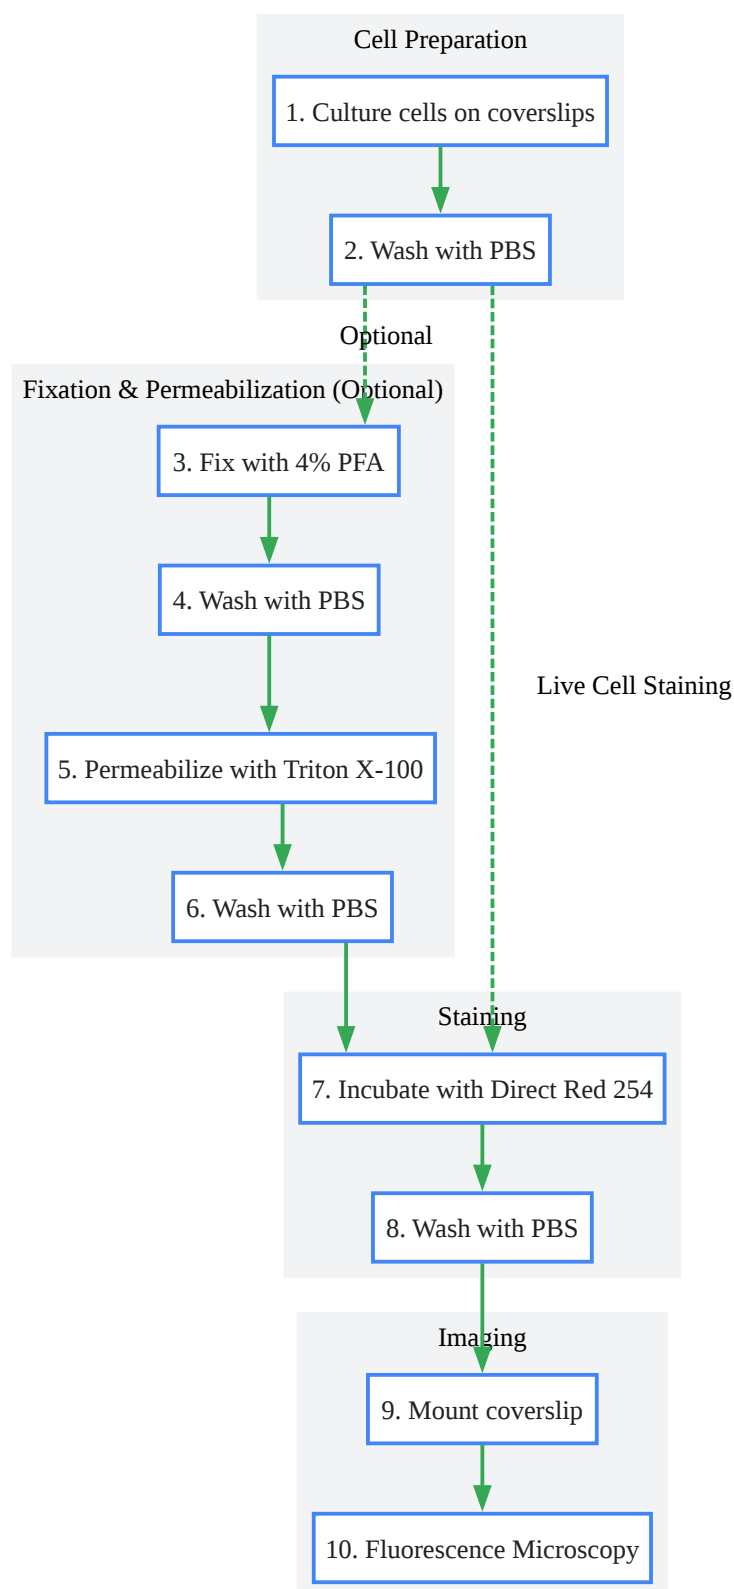 Cell Preparation
1. Culture cells on coverslips
2. Wash with PBS
Optional
Fixation & Permeabilization (Optional)
3. Fix with 4% PFA
4. Wash with PBS
Live Cell Staining
5. Permeabilize with Triton X-100
6. Wash with PBS
Staining
7. Incubate with Direct Red 254
8. Wash with PBS
Imaging
9. Mount coverslip
10. Fluorescence Microscopy